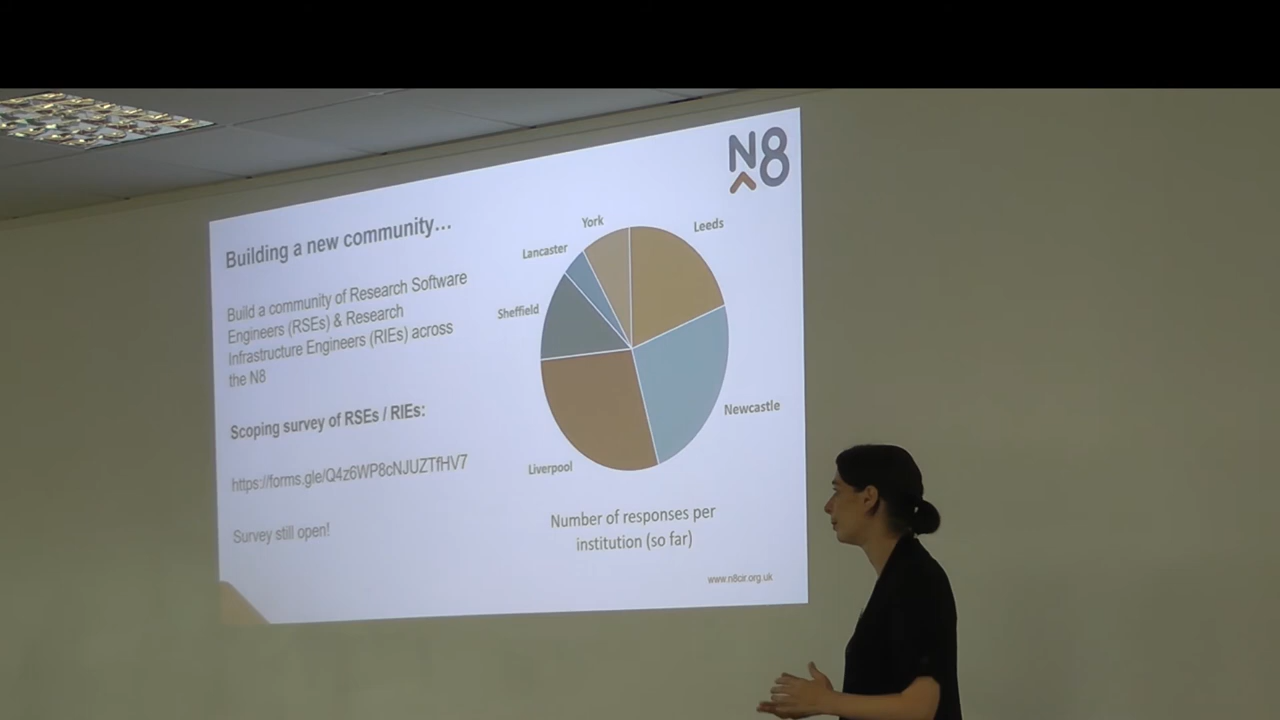 N8
Building a new community...
Build a community of Research Software
Engineers (RSEs) & Research
Infrastructure Engineers (RIEs) across
the N8
Scoping survey of RSEs / RIEs:
https://forms.gle/Q4z6WP8cNJUZTfHV7
Survey still open!
York
Leeds
Lancaster
Sheffield
Newcastle
Liverpool
Number of responses per
institution (so far)
www.n8cir.org.uk